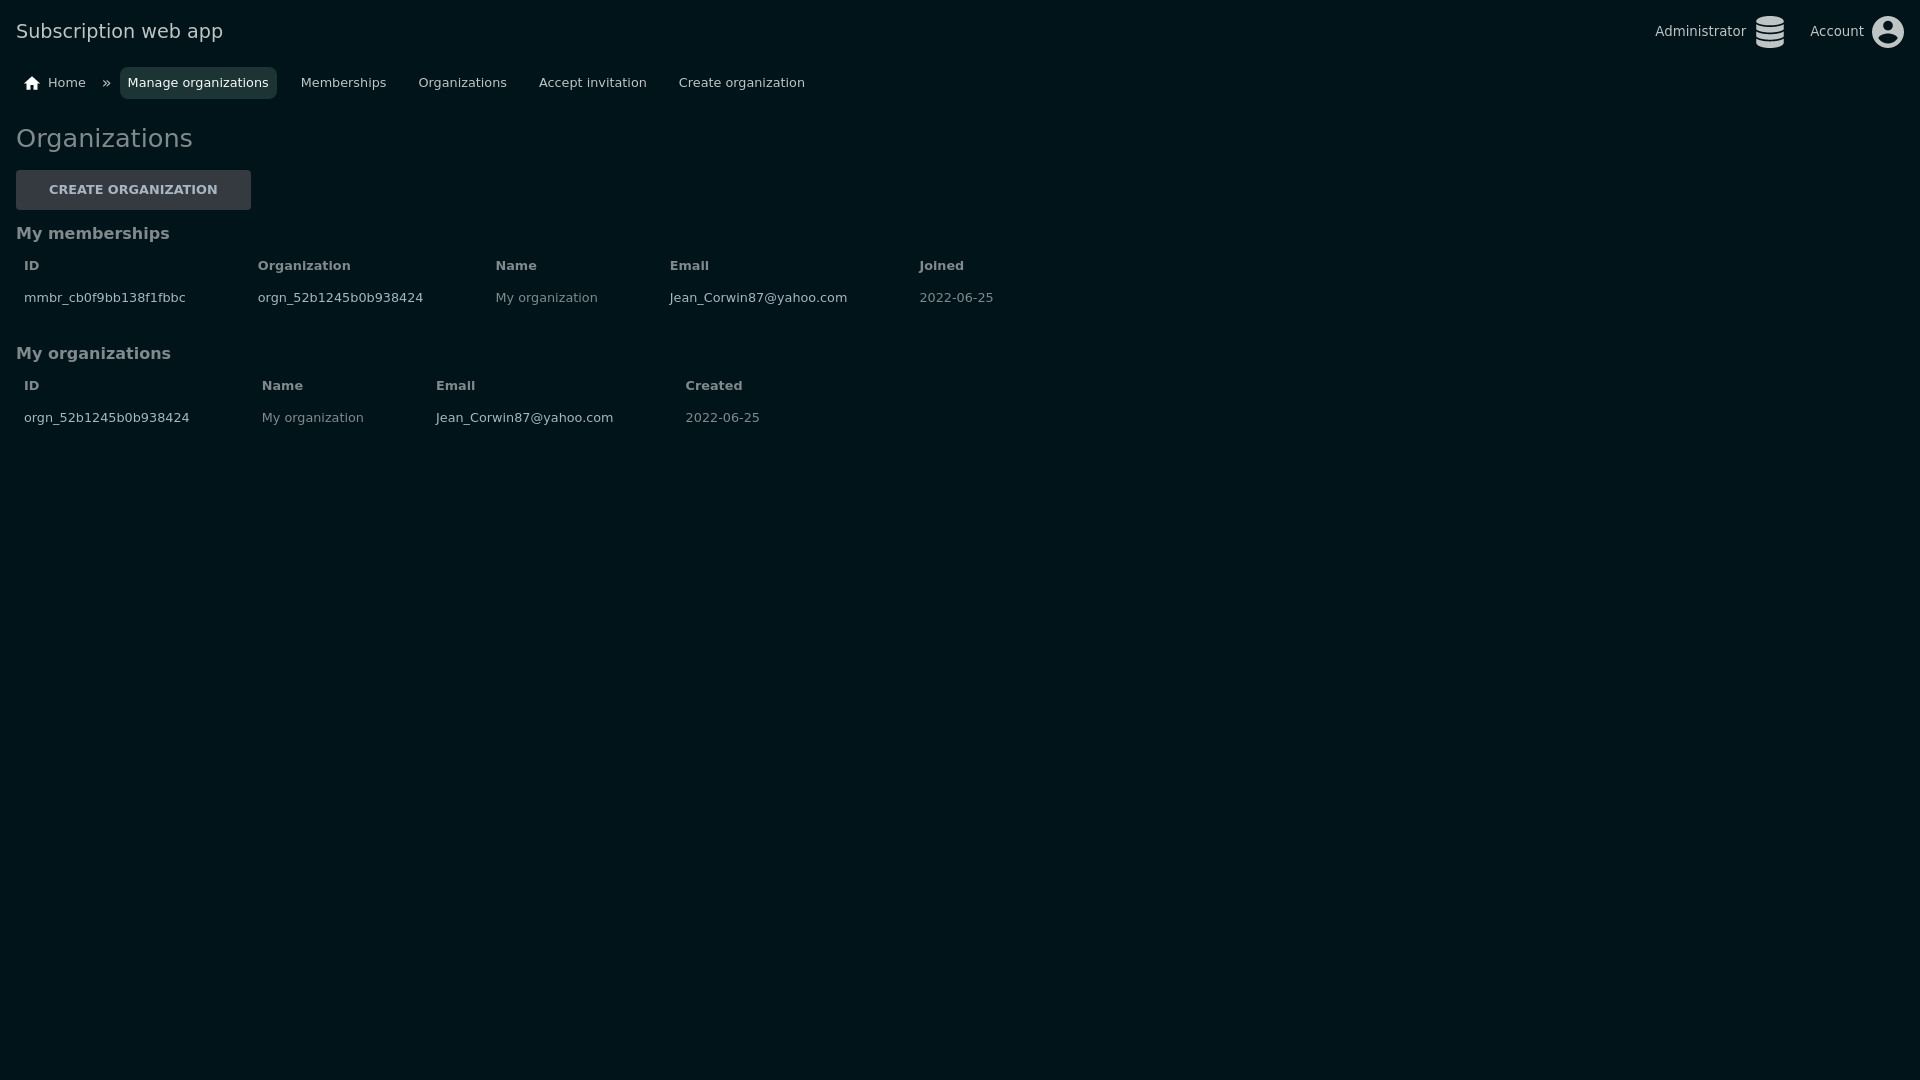 Subscription web app
Administrator
Account
Home » Manage organizations Memberships Organizations Accept invitation Create organization
Organizations
CREATE ORGANIZATION
My memberships
ID Organization Name Email Joined
mmbr_cb0f9bb138f1fbbc orgn_52b1245b0b938424 My organization Jean_Corwin87@yahoo.com 2022-06-25
My organizations
ID Name Email Created
orgn_52b1245b0b938424 My organization Jean_Corwin87@yahoo.com 2022-06-25